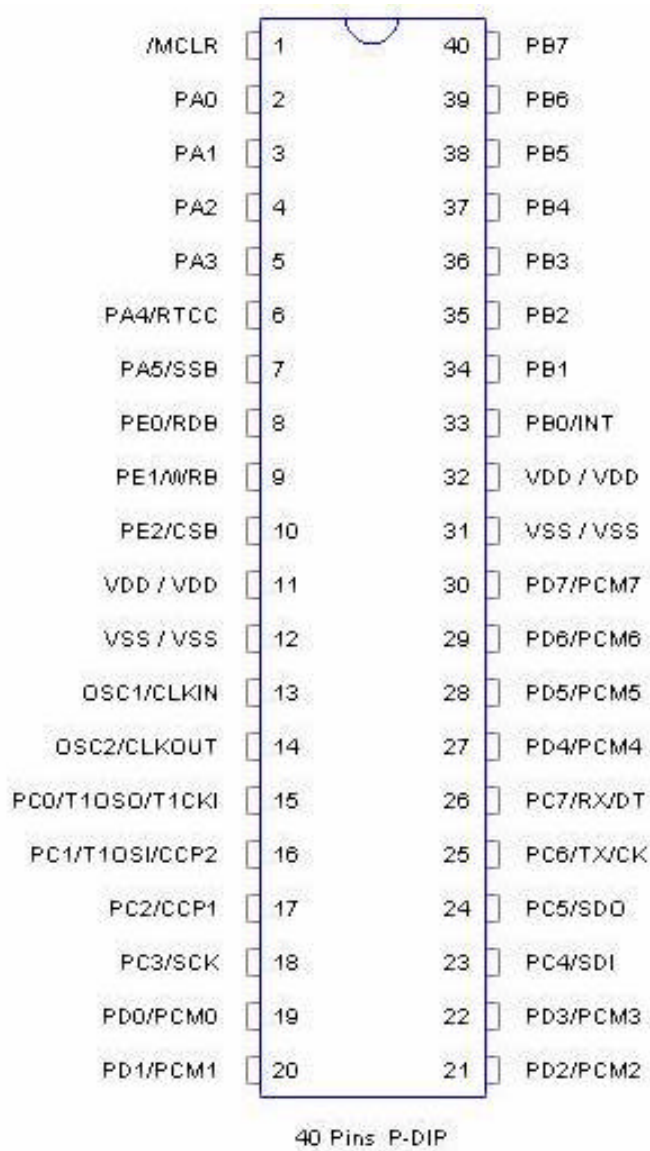 /MCLR 1 40 PB7
PA0 2 39 PB6
PA1 3 38 PB5
PA2 4 37 PB4
PA3 5 36 PB3
PA4/RTCC 6 35 PB2
PA5/SSB 7 34 PB1
PE0/RDB 8 33 PB0/INT
PE1/WRB 9 32 VDD / VDD
PE2/CSB 10 31 VSS / VSS
VDD / VDD 11 30 PD7/PCM7
VSS / VSS 12 29 PD6/PCM6
OSC1/CLKIN 13 28 PD5/PCM5
OSC2/CLKOUT 14 27 PD4/PCM4
PC0/T1OSO/T1CKI 15 26 PC7/RX/DT
PC1/T1OSI/CCP2 16 25 PC6/TX/CK
PC2/CCP1 17 24 PC5/SDO
PC3/SCK 18 23 PC4/SDI
PD0/PCM0 19 22 PD3/PCM3
PD1/PCM1 20 21 PD2/PCM2
40 Pins P-DIP